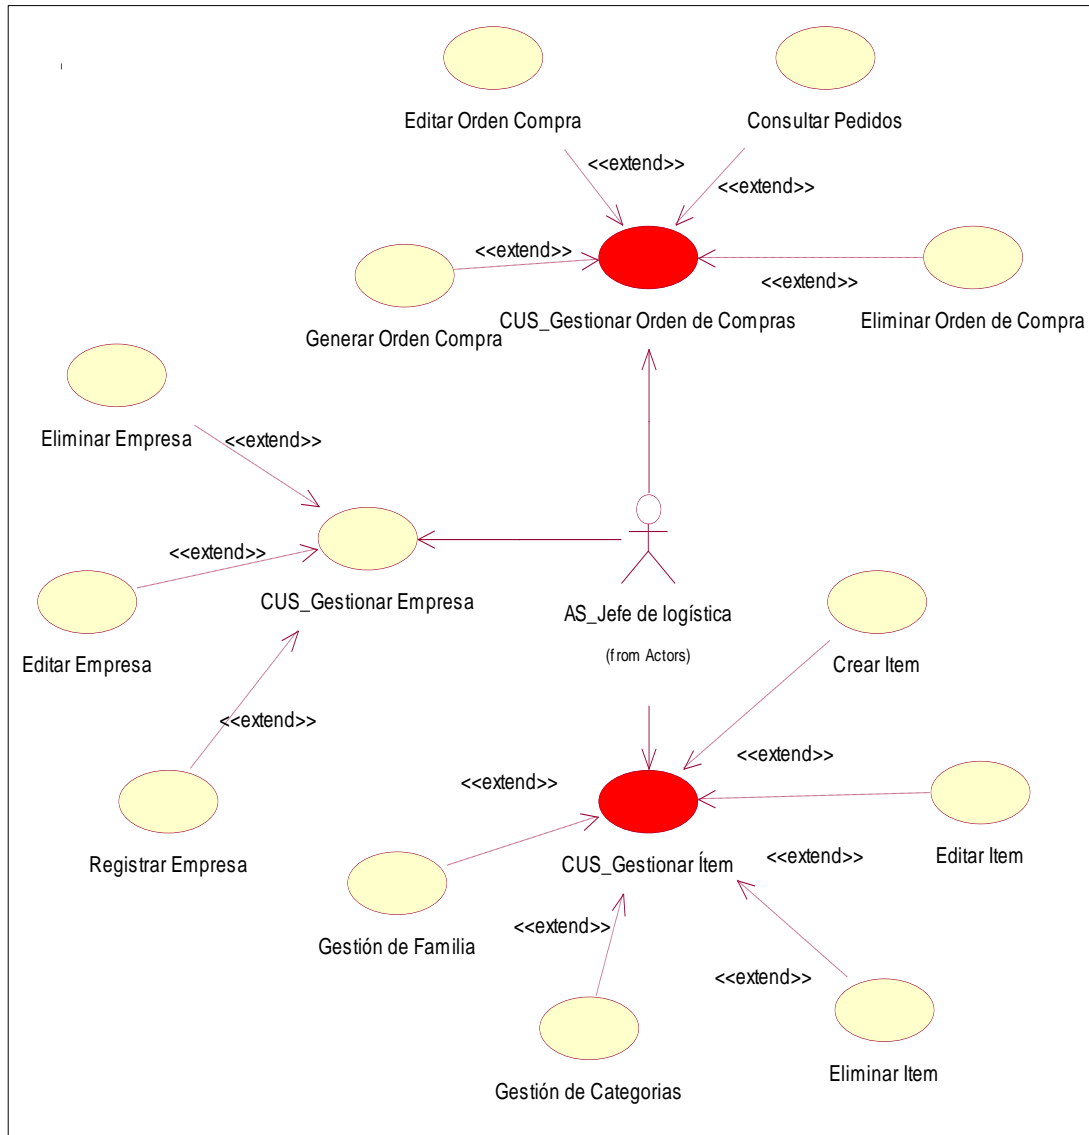 Editar Orden Compra
Consultar Pedidos
<<extend>>
<<extend>>
<<extend>>
<<extend>>
Generar Orden Compra
CUS_Gestionar Orden de Compras
Eliminar Orden de Compra
Eliminar Empresa
<<extend>>
<<extend>>
CUS_Gestionar Empresa
AS_Jefe de logística
(from Actors)
Editar Empresa
Crear Item
<<extend>>
<<extend>>
<<extend>>
Registrar Empresa
CUS_Gestionar Ítem
<<extend>>
Editar Item
Gestión de Familia
<<extend>>
<<extend>>
Eliminar Item
Gestión de Categorias